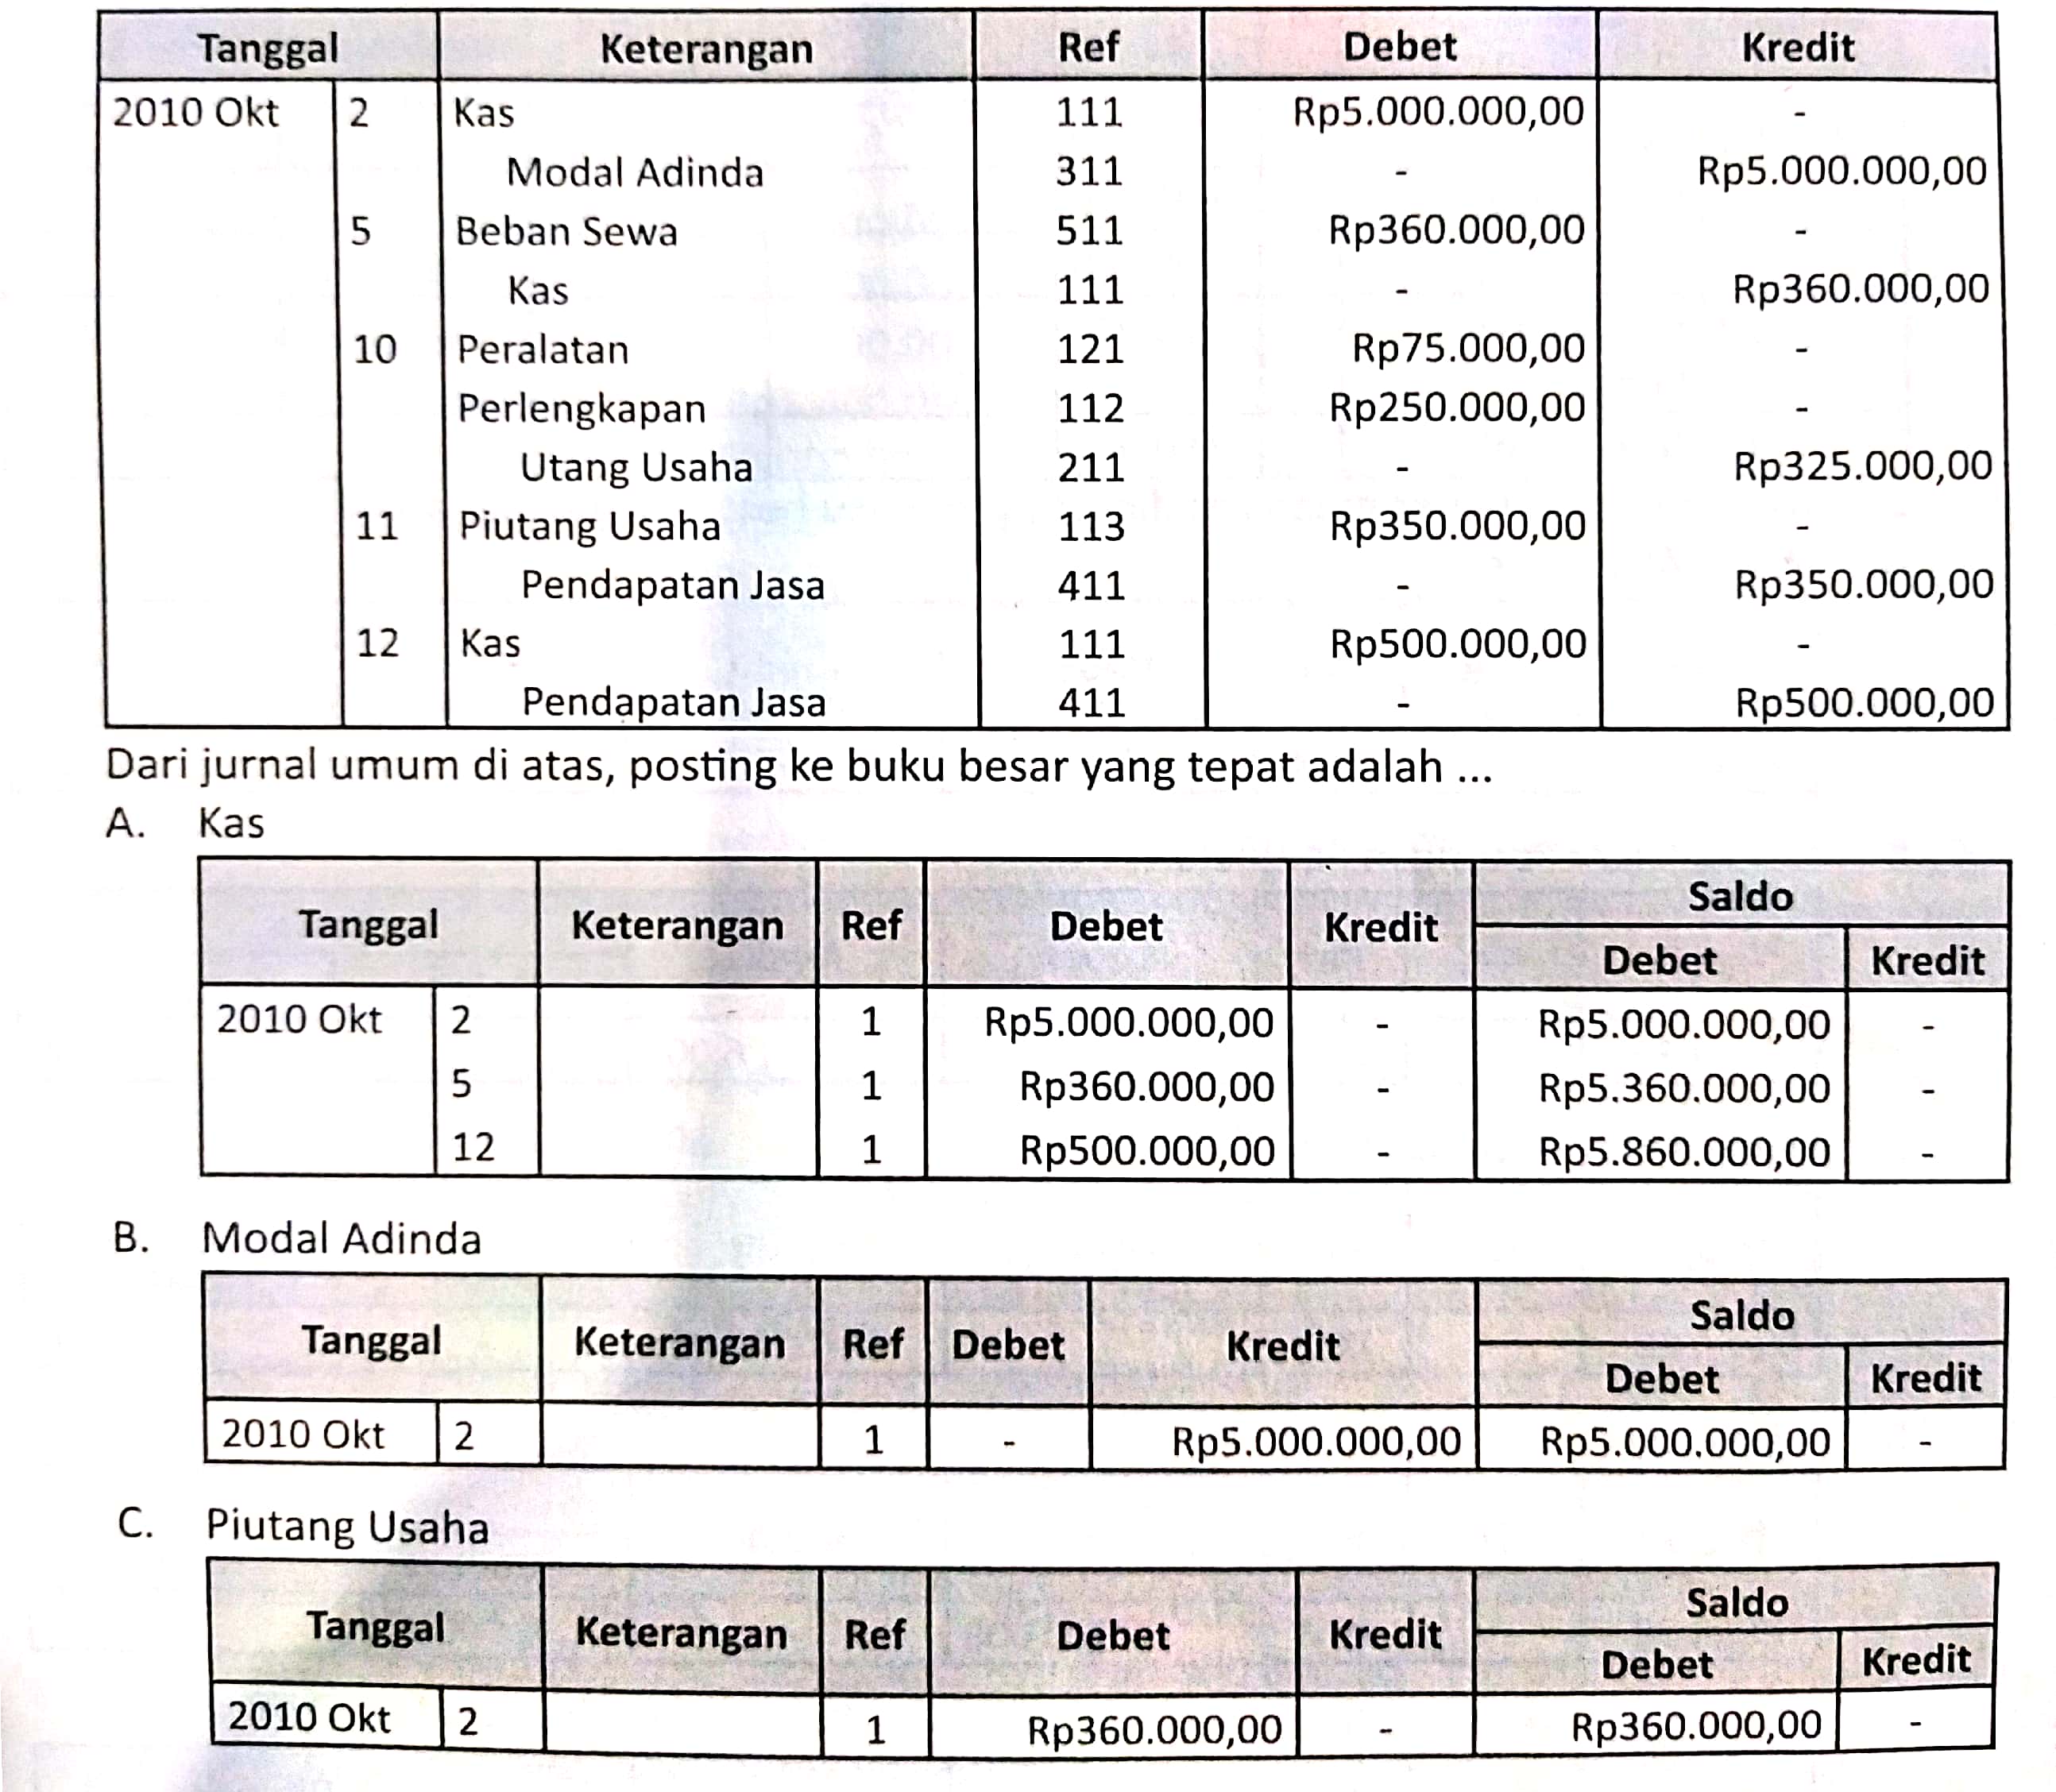 Tanggal Keterangan Ref Debet Kredit
2010 Okt 2 Kas 111 Rp5.000.000,00 -
Modal Adinda 311 - Rp5.000.000,00
5 Beban Sewa 511 Rp360.000,00 -
Kas 111 - Rp360.000,00
10 Peralatan 121 Rp75.000,00 -
Perlengkapan 112 Rp250.000,00 -
Utang Usaha 211 - Rp325.000,00
11 Piutang Usaha 113 Rp350.000,00 -
Pendapatan Jasa 411 - Rp350.000,00
12 Kas 111 Rp500.000,00 -
Pendapatan Jasa 411 - Rp500.000,00
Dari jurnal umum di atas, posting ke buku besar yang tepat adalah ...
A. Kas
Tanggal Keterangan Ref Debet Kredit Saldo
Debet Kredit
2010 Okt 2 1 Rp5.000.000,00 - Rp5.000.000,00 -
5 1 Rp360.000,00 - Rp5.360.000,00 -
12 1 Rp500.000,00 - Rp5.860.000,00 -
B. Modal Adinda
Tanggal Keterangan Ref Debet Kredit Saldo
Debet Kredit
2010 Okt 2 1 - Rp5.000.000,00 Rp5.000.000,00 -
C. Piutang Usaha
Tanggal Keterangan Ref Debet Kredit Saldo
Debet Kredit
2010 Okt 2 1 Rp360.000,00 - Rp360.000,00 -